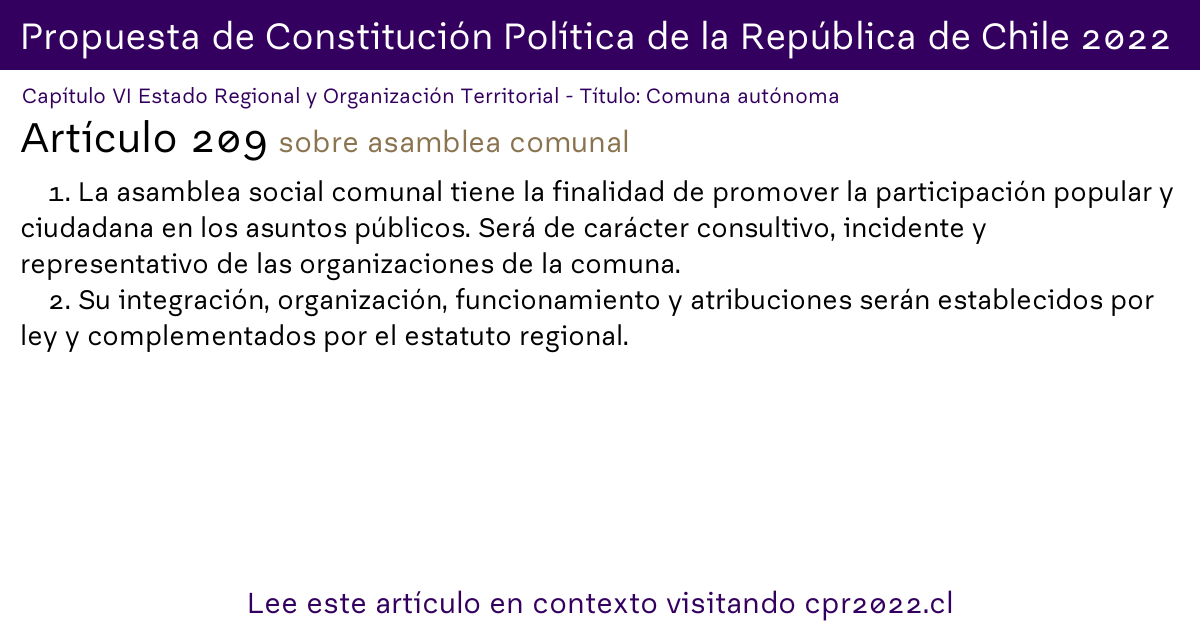 Propuesta de Constitución Política de la República de Chile 2022
Capítulo VI Estado Regional y Organización Territorial - Título: Comuna autónoma
Artículo 209 sobre asamblea comunal
1. La asamblea social comunal tiene la finalidad de promover la participación popular y
ciudadana en los asuntos públicos. Será de carácter consultivo, incidente y
representativo de las organizaciones de la comuna.
2. Su integración, organización, funcionamiento y atribuciones serán establecidos por
ley y complementados por el estatuto regional.
Lee este artículo en contexto visitando cpr2022.cl